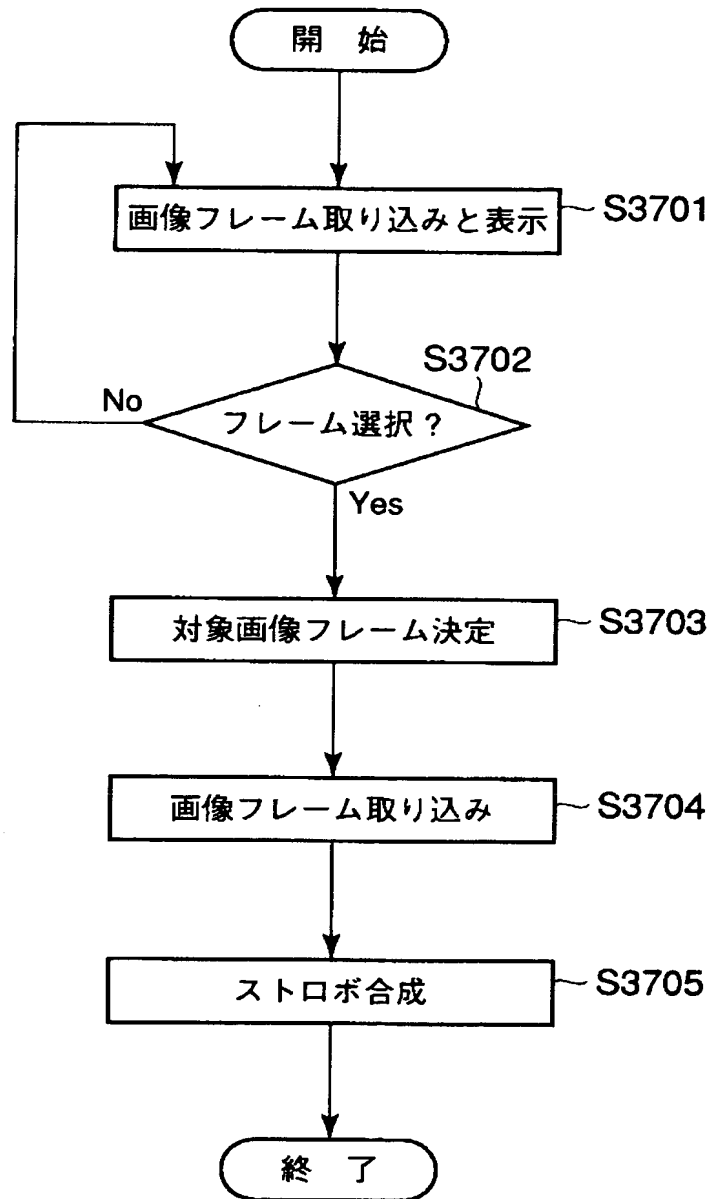 開 始
画像フレーム取り込みと表示
S3701
S3702
フレーム選択?
No
Yes
対象画像フレーム決定
S3703
画像フレーム取り込み
S3704
ストロボ合成
S3705
終 了